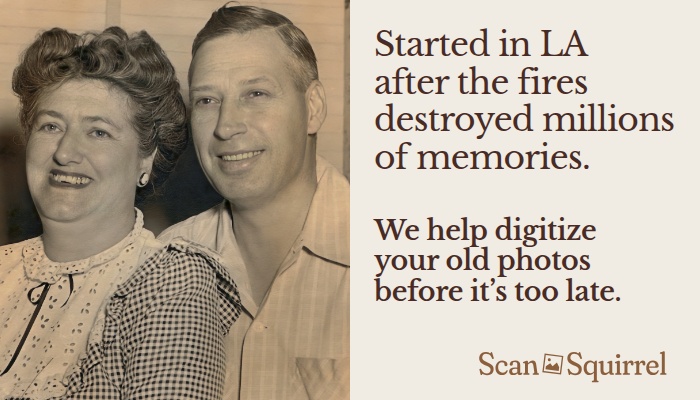 Started in LA
after the fires
destroyed millions
of memories.
We help digitize
your old photos
before it’s too late.
Scan Squirrel